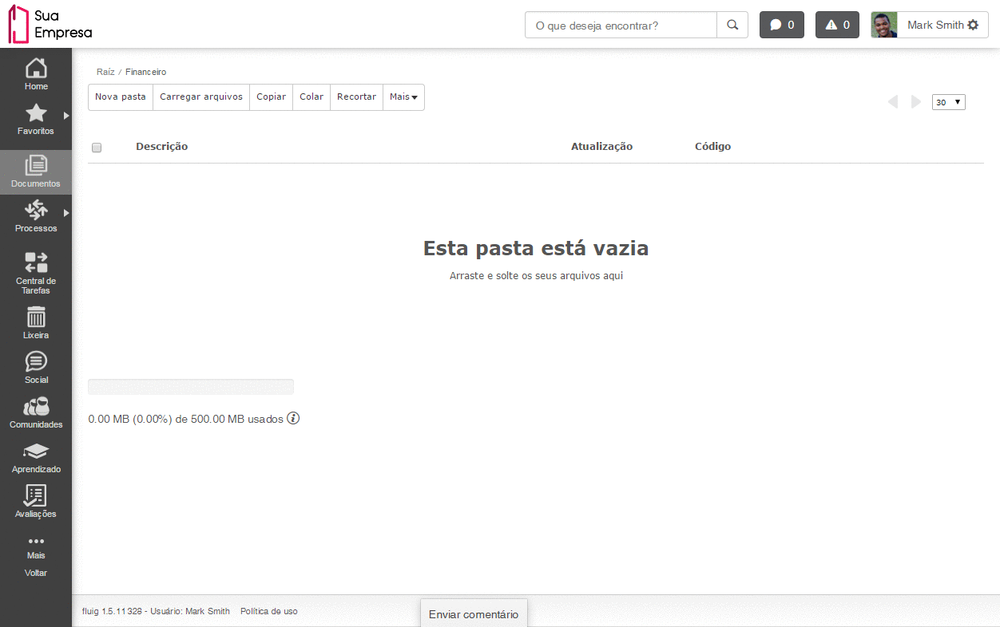 Sua
Empresa
O que deseja encontrar?
0
0
Mark Smith
Home
Favoritos
Documentos
Processos
Central de
Tarefas
Lixeira
Social
Comunidades
Aprendizado
Avaliações
Mais
Voltar
Raíz / Financeiro
Nova pasta
Carregar arquivos
Copiar
Colar
Recortar
Mais
30
Descrição
Atualização
Código
Esta pasta está vazia
Arraste e solte os seus arquivos aqui
0.00 MB (0.00%) de 500.00 MB usados
fluig 1.5.11328 - Usuário: Mark Smith
Política de uso
Enviar comentário